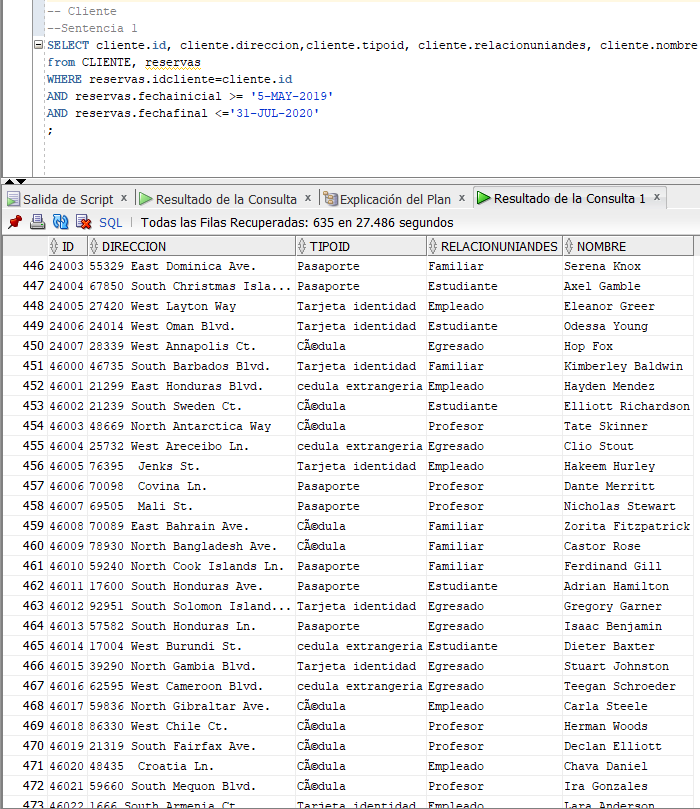 -- Cliente
--Sentencia 1
SELECT cliente.id, cliente.direccion,cliente.tipoid, cliente.relacionuniandes, cliente.nombre
from CLIENTE, reservas
WHERE reservas.idcliente=cliente.id
AND reservas.fechainicial >= '5-MAY-2019'
AND reservas.fechafinal <='31-JUL-2020'
;
Salida de Script x Resultado de la Consulta x Explicación del Plan x Resultado de la Consulta 1 x
SQL | Todas las Filas Recuperadas: 635 en 27.486 segundos
ID DIRECCION TIPOID RELACIONUNIANDES NOMBRE
446 24003 55329 East Dominica Ave. Pasaporte Familiar Serena Knox
447 24004 67850 South Christmas Isla... Pasaporte Estudiante Axel Gamble
448 24005 27420 West Layton Way Tarjeta identidad Empleado Eleanor Greer
449 24006 24014 West Oman Blvd. Tarjeta identidad Estudiante Odessa Young
450 24007 28339 West Annapolis Ct. CÃ©dula Egresado Hop Fox
451 46000 46735 South Barbados Blvd. Tarjeta identidad Familiar Kimberley Baldwin
452 46001 21299 East Honduras Blvd. cedula extrangeria Empleado Hayden Mendez
453 46002 21239 South Sweden Ct. CÃ©dula Estudiante Elliott Richardson
454 46003 48669 North Antarctica Way CÃ©dula Profesor Tate Skinner
455 46004 25732 West Areceibo Ln. cedula extrangeria Egresado Clio Stout
456 46005 76395 Jenks St. Tarjeta identidad Empleado Hakeem Hurley
457 46006 70098 Covina Ln. Pasaporte Profesor Dante Merritt
458 46007 69505 Mali St. Pasaporte Profesor Nicholas Stewart
459 46008 70089 East Bahrain Ave. CÃ©dula Familiar Zorita Fitzpatrick
460 46009 78930 North Bangladesh Ave. CÃ©dula Familiar Castor Rose
461 46010 59240 North Cook Islands Ln. Pasaporte Familiar Ferdinand Gill
462 46011 17600 South Honduras Ave. Pasaporte Estudiante Adrian Hamilton
463 46012 92951 South Solomon Island... Tarjeta identidad Egresado Gregory Garner
464 46013 57582 South Honduras Ln. Pasaporte Egresado Isaac Benjamin
465 46014 17004 West Burundi St. cedula extrangeria Estudiante Dieter Baxter
466 46015 39290 North Gambia Blvd. Tarjeta identidad Egresado Stuart Johnston
467 46016 62595 West Cameroon Blvd. cedula extrangeria Egresado Teegan Schroeder
468 46017 59836 North Gibraltar Ave. CÃ©dula Empleado Carla Steele
469 46018 86330 West Chile Ct. CÃ©dula Profesor Herman Woods
470 46019 21319 South Fairfax Ave. CÃ©dula Profesor Declan Elliott
471 46020 48435 Croatia Ln. CÃ©dula Empleado Chava Daniel
472 46021 59660 South Mequon Blvd. CÃ©dula Profesor Ira Gonzales
473 46022 1666 South Armenia Ct. Tarjeta identidad Empleado Lara Anderson